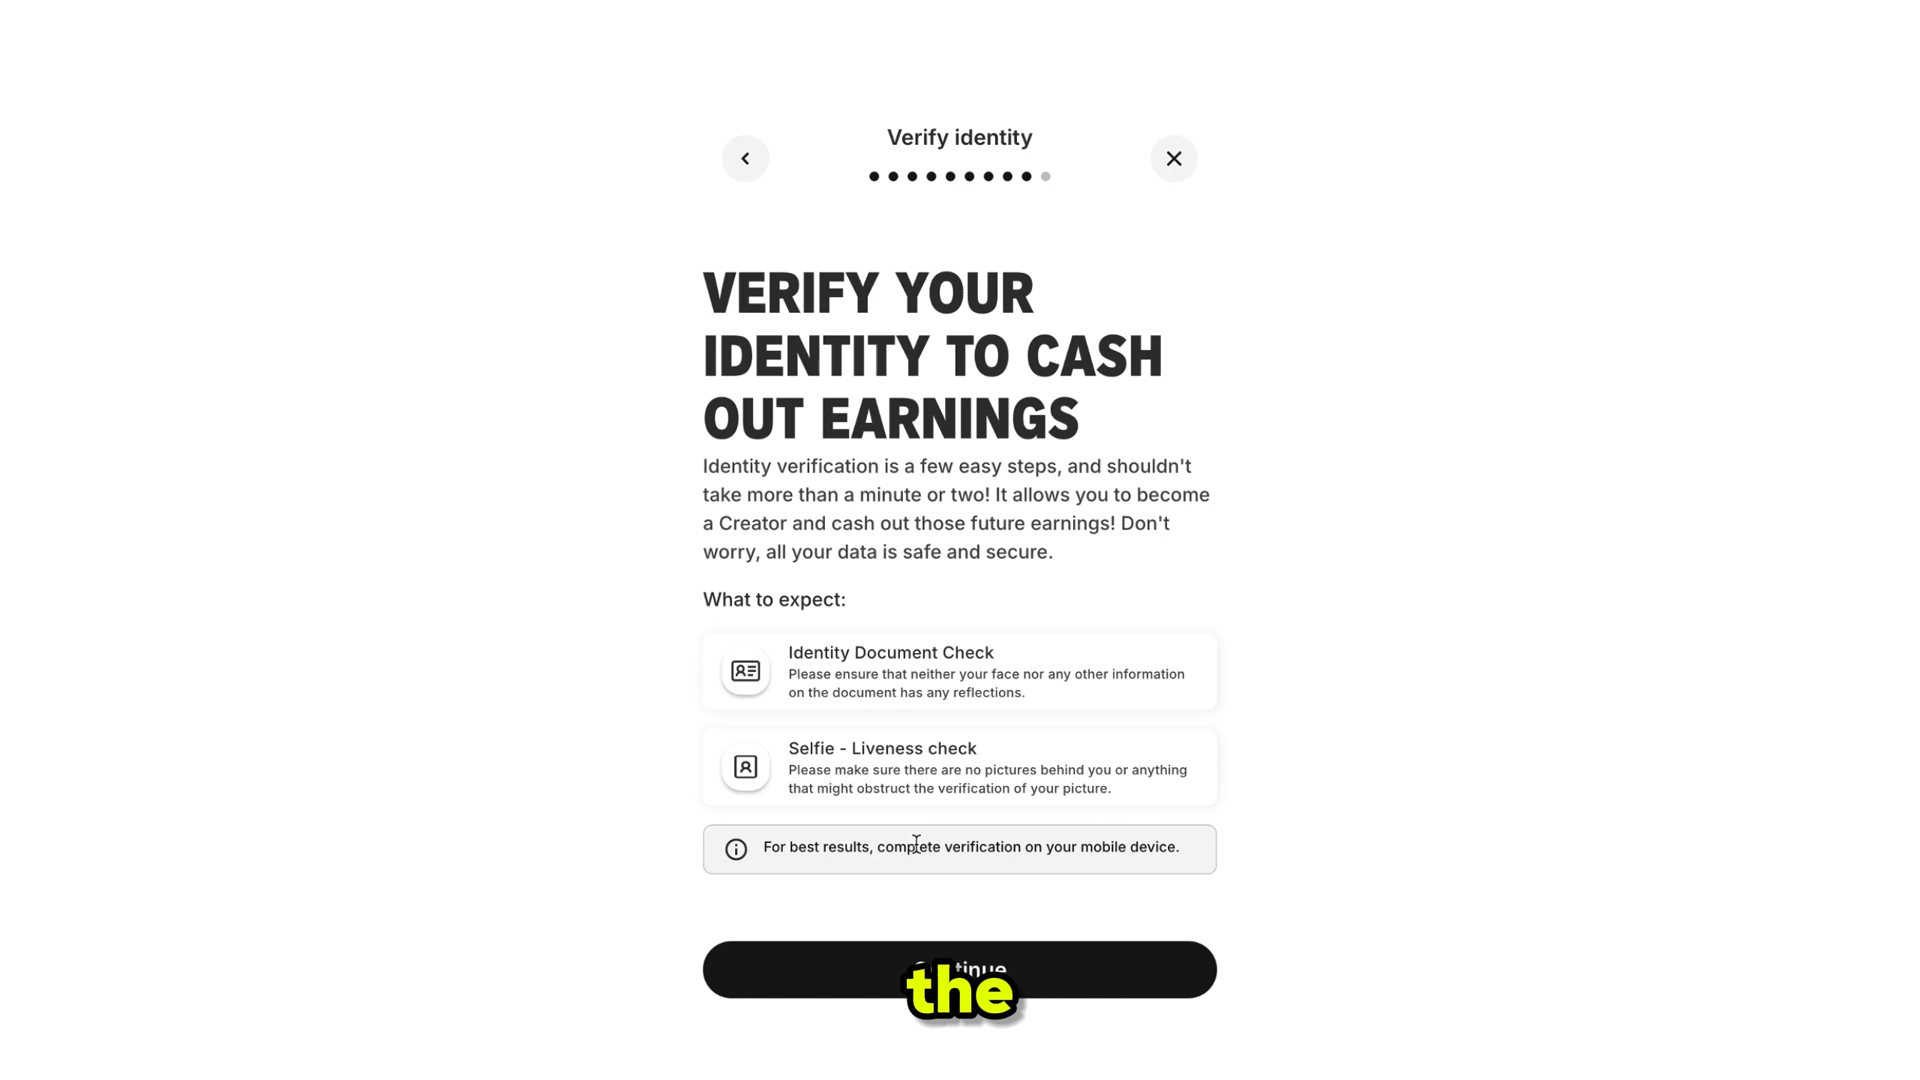 Verify identity
VERIFY YOUR
IDENTITY TO CASH
OUT EARNINGS
Identity verification is a few easy steps, and shouldn't
take more than a minute or two! It allows you to become
a Creator and cash out those future earnings! Don't
worry, all your data is safe and secure.
What to expect:
Identity Document Check
Please ensure that neither your face nor any other information
on the document has any reflections.
Selfie - Liveness check
Please make sure there are no pictures behind you or anything
that might obstruct the verification of your picture.
For best results, complete verification on your mobile device.
Continue
the